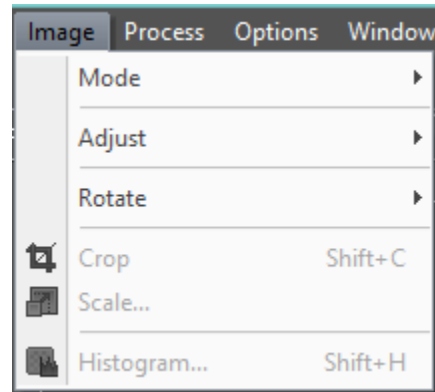 Image Process Options Window
Mode
Adjust
Rotate
Crop Shift+C
Scale...
Histogram... Shift+H